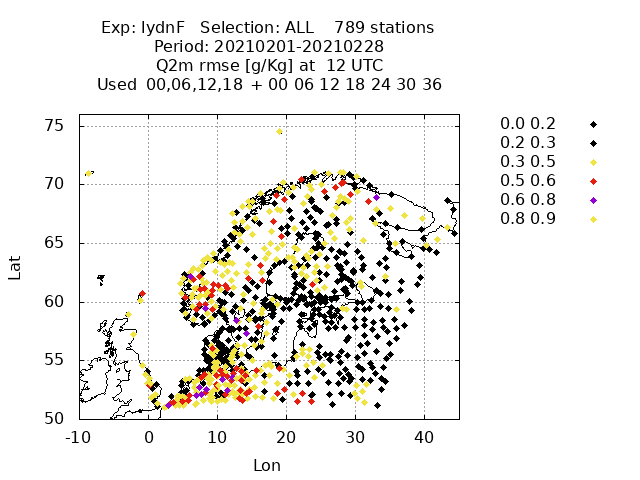 Exp: lydnF Selection: ALL 789 stations
Period: 20210201-20210228
Q2m rmse [g/Kg] at 12 UTC
Used 00,06,12,18 + 00 06 12 18 24 30 36
75
70
65
60
55
50
Lat
-10 0 10 20 30 40
Lon
0.0 0.2
0.2 0.3
0.3 0.5
0.5 0.6
0.6 0.8
0.8 0.9